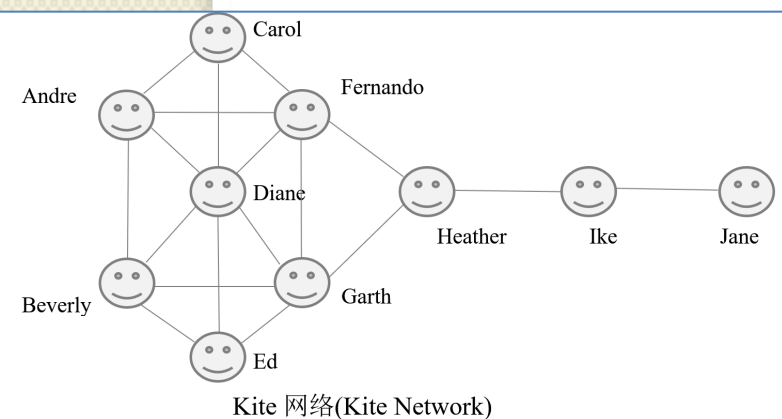 Carol
Andre
Fernando
Diane
Heather
Ike
Jane
Beverly
Garth
Ed
Kite 网络(Kite Network)